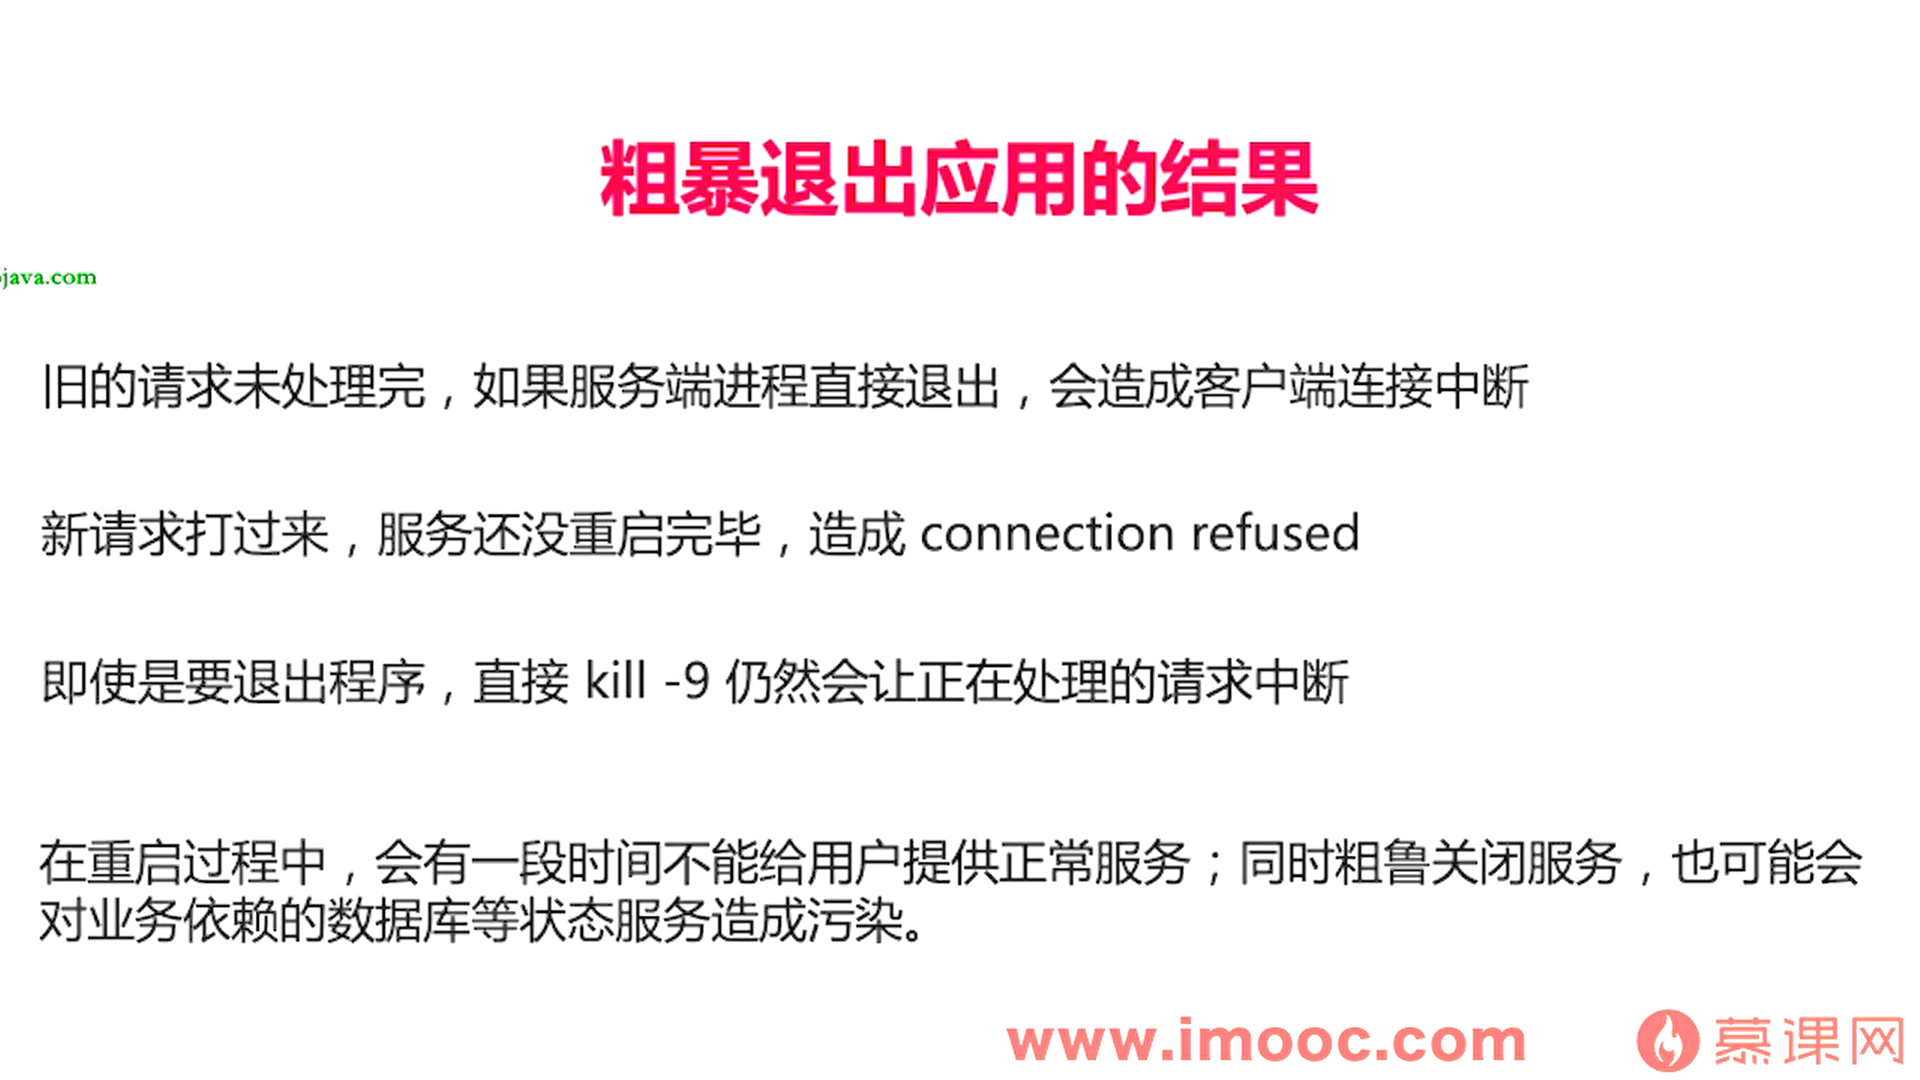 粗暴退出应用的结果
java.com
旧的请求未处理完，如果服务端进程直接退出，会造成客户端连接中断
新请求打过来，服务还没重启完毕，造成 connection refused
即使是要退出程序，直接 kill -9 仍然会让正在处理的请求中断
在重启过程中，会有一段时间不能给用户提供正常服务；同时粗鲁关闭服务，也可能会
对业务依赖的数据库等状态服务造成污染。
www.imooc.com 慕课网